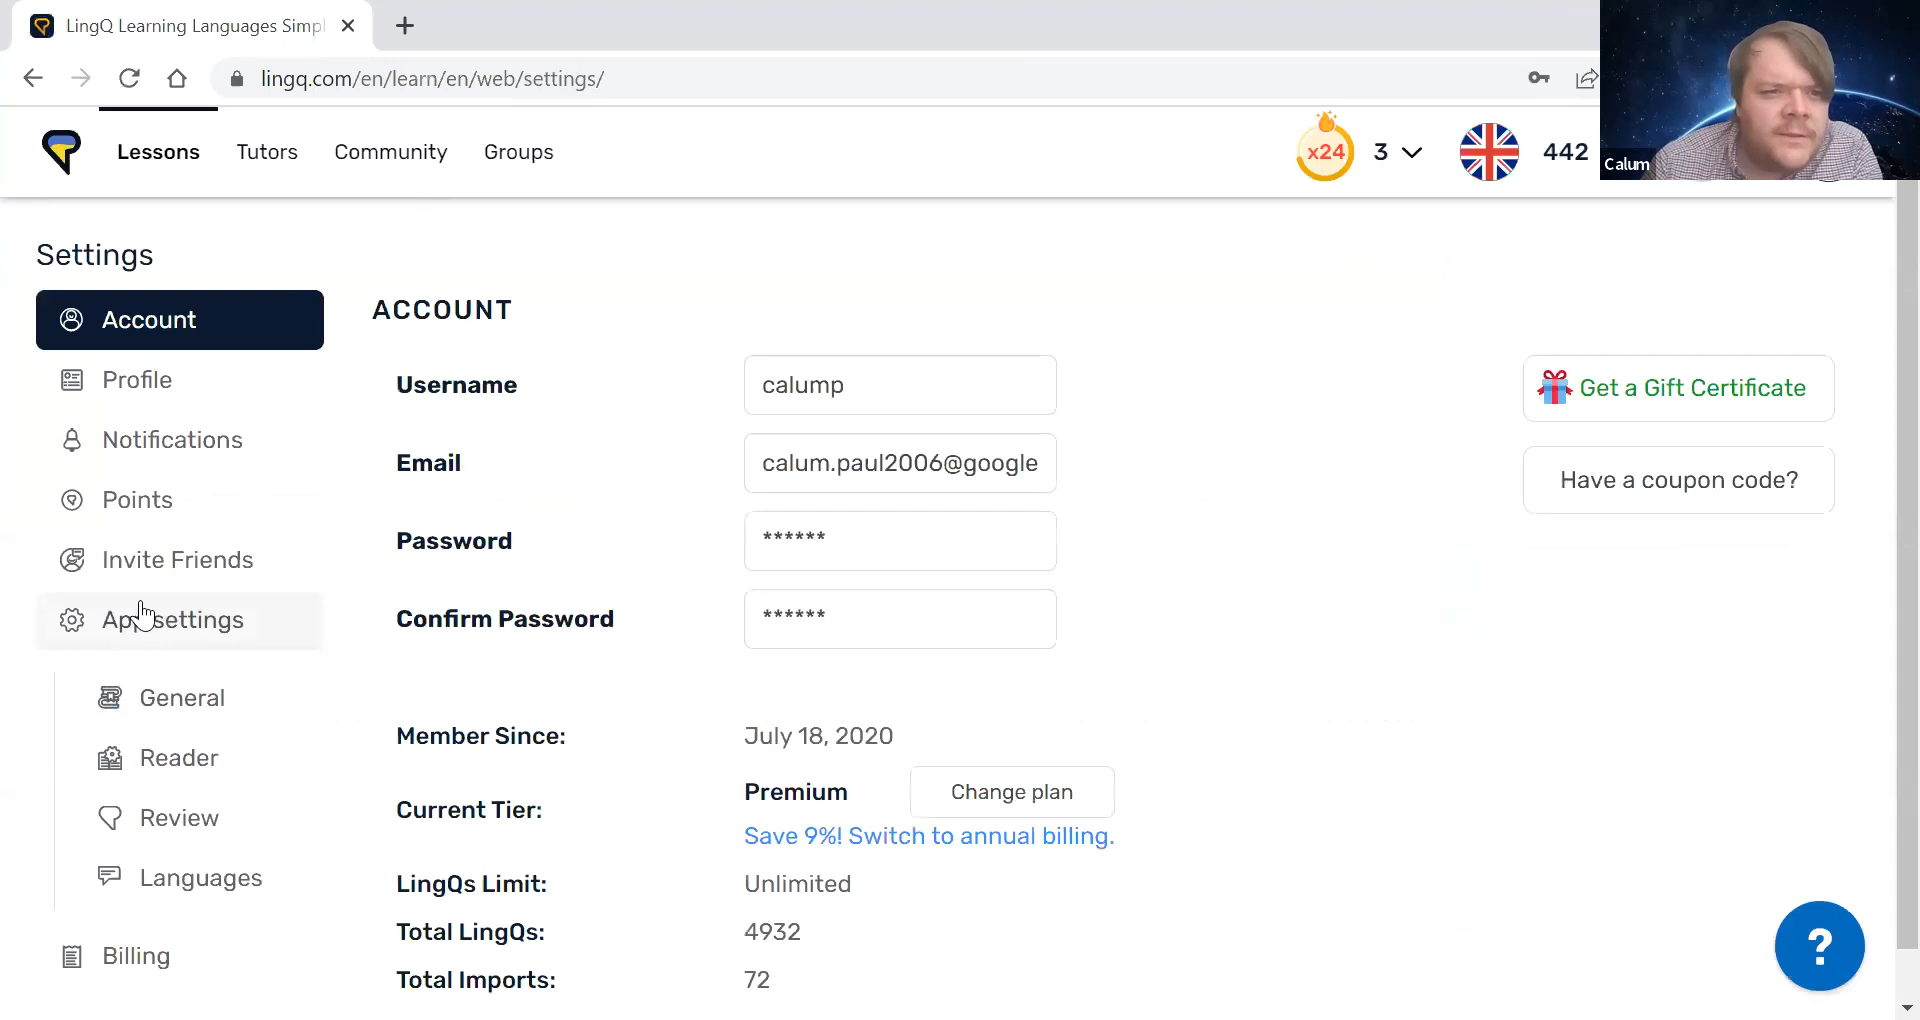 LingQ Learning Languages Simpl
lingq.com/en/learn/en/web/settings/
Lessons Tutors Community Groups
x24 3 442
Calum
Settings
Account
Profile
Notifications
Points
Invite Friends
App settings
General
Reader
Review
Languages
Billing
ACCOUNT
Username calump
Email calum.paul2006@google
Password ******
Confirm Password ******
Member Since: July 18, 2020
Current Tier: Premium Change plan
Save 9%! Switch to annual billing.
LingQs Limit: Unlimited
Total LingQs: 4932
Total Imports: 72
Get a Gift Certificate
Have a coupon code?
?